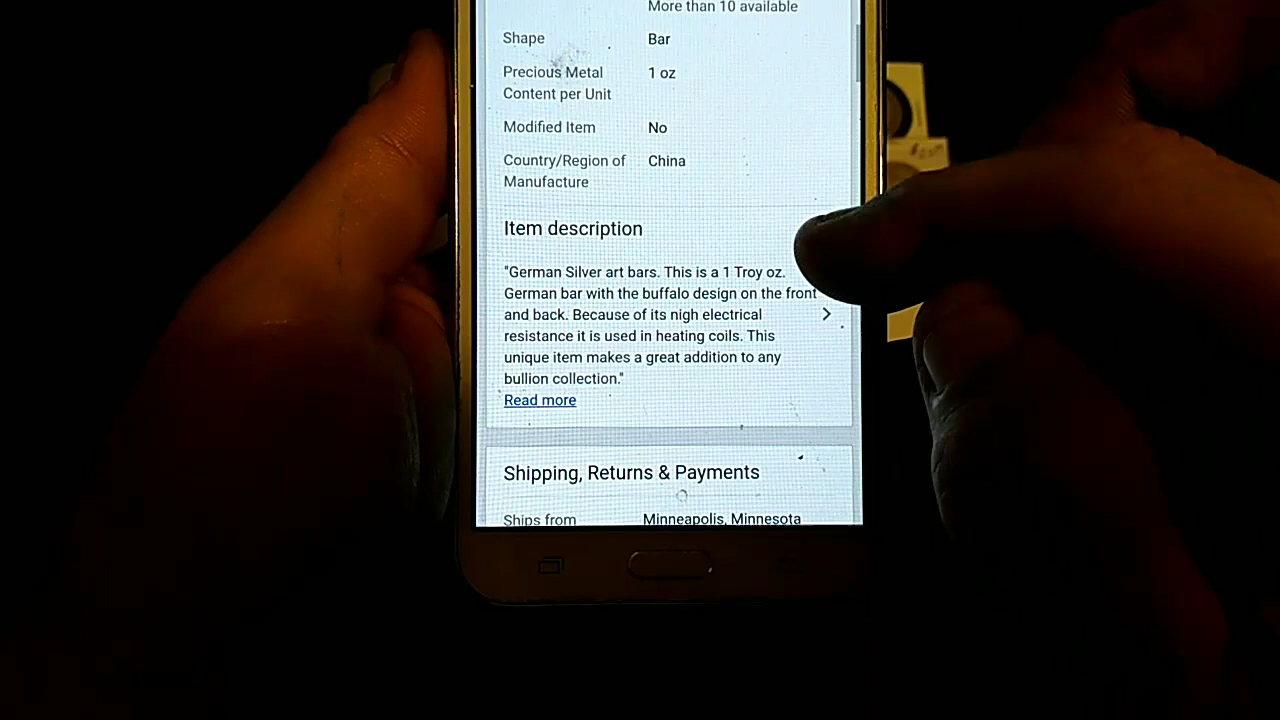 More than 10 available
Shape Bar
Precious Metal 1 oz
Content per Unit
Modified Item No
Country/Region of China
Manufacture
Item description
"German Silver art bars. This is a 1 Troy oz.
German bar with the buffalo design on the front
and back. Because of its nigh electrical
resistance it is used in heating coils. This
unique item makes a great addition to any
bullion collection."
Read more
Shipping, Returns & Payments
Ships from Minneapolis, Minnesota